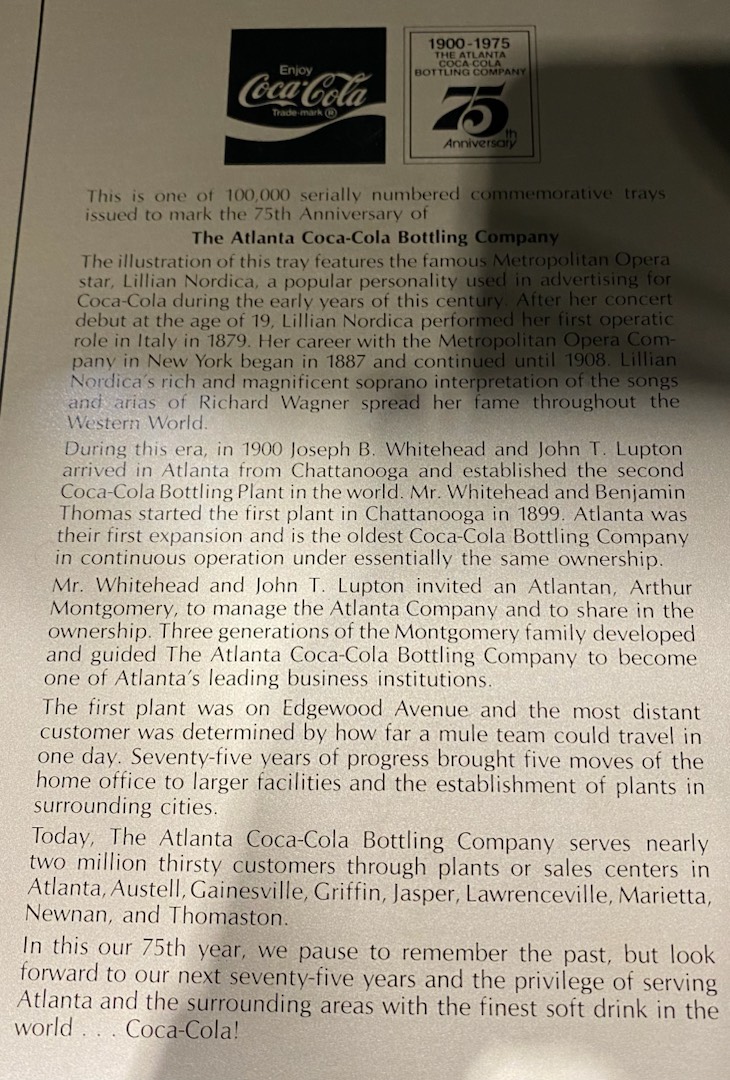 Enjoy
Coca-Cola
Trade-mark ®
1900-1975
THE ATLANTA
COCA-COLA
BOTTLING COMPANY
75th
Anniversary
This is one of 100,000 serially numbered commemorative trays
issued to mark the 75th Anniversary of
The Atlanta Coca-Cola Bottling Company
The illustration of this tray features the famous Metropolitan Opera
star, Lillian Nordica, a popular personality used in advertising for
Coca-Cola during the early years of this century. After her concert
debut at the age of 19, Lillian Nordica performed her first operatic
role in Italy in 1879. Her career with the Metropolitan Opera Com-
pany in New York began in 1887 and continued until 1908. Lillian
Nordica's rich and magnificent soprano interpretation of the songs
and arias of Richard Wagner spread her fame throughout the
Western World.
During this era, in 1900 Joseph B. Whitehead and John T. Lupton
arrived in Atlanta from Chattanooga and established the second
Coca-Cola Bottling Plant in the world. Mr. Whitehead and Benjamin
Thomas started the first plant in Chattanooga in 1899. Atlanta was
their first expansion and is the oldest Coca-Cola Bottling Company
in continuous operation under essentially the same ownership.
Mr. Whitehead and John T. Lupton invited an Atlantan, Arthur
Montgomery, to manage the Atlanta Company and to share in the
ownership. Three generations of the Montgomery family developed
and guided The Atlanta Coca-Cola Bottling Company to become
one of Atlanta's leading business institutions.
The first plant was on Edgewood Avenue and the most distant
customer was determined by how far a mule team could travel in
one day. Seventy-five years of progress brought five moves of the
home office to larger facilities and the establishment of plants in
surrounding cities.
Today, The Atlanta Coca-Cola Bottling Company serves nearly
two million thirsty customers through plants or sales centers in
Atlanta, Austell, Gainesville, Griffin, Jasper, Lawrenceville, Marietta,
Newnan, and Thomaston.
In this our 75th year, we pause to remember the past, but look
forward to our next seventy-five years and the privilege of serving
Atlanta and the surrounding areas with the finest soft drink in the
world . . . Coca-Cola!